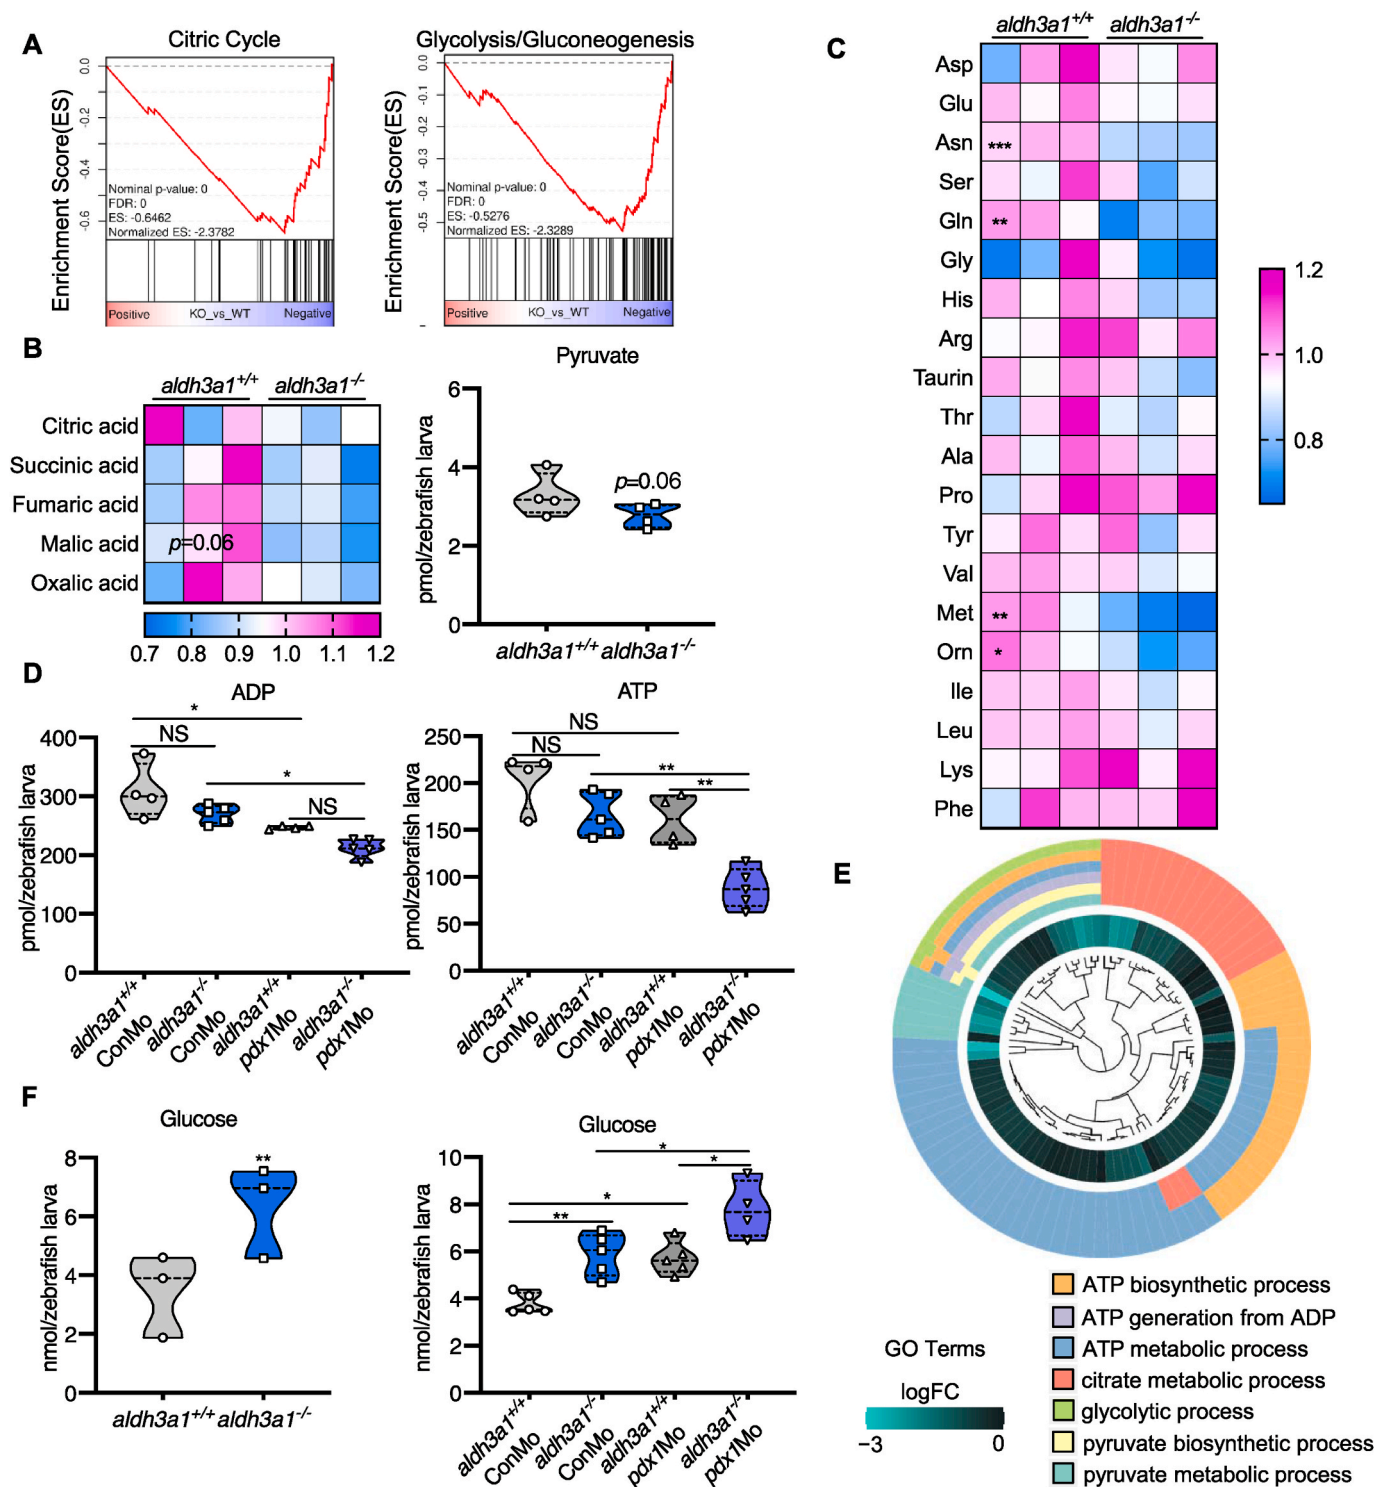 A
Citric Cycle
Enrichment Score(ES)
0.0
-0.2
-0.4
-0.6
Nominal p-value: 0
FDR: 0
ES: -0.6462
Normalized ES: -2.3782
Positive KO_vs_WT Negative
Glycolysis/Gluconeogenesis
Enrichment Score(ES)
0.0
-0.1
-0.2
-0.3
-0.4
-0.5
Nominal p-value: 0
FDR: 0
ES: -0.5276
Normalized ES: -2.3289
Positive KO_vs_WT Negative
B
aldh3a1+/+ aldh3a1-/-
Citric acid
Succinic acid
Fumaric acid
Malic acid
p=0.06
Oxalic acid
0.7 0.8 0.9 1.0 1.1 1.2
Pyruvate
pmol/zebrafish larva
6
4
2
0
p=0.06
aldh3a1+/+ aldh3a1-/-
C
aldh3a1+/+ aldh3a1-/-
Asp
Glu
Asn ***
Ser
Gln **
Gly
His
Arg
Taurin
Thr
Ala
Pro
Tyr
Val
Met **
Orn *
Ile
Leu
Lys
Phe
1.2
1.0
0.8
D
ADP
pmol/zebrafish larva
400
300
200
100
0
*
NS
*
NS
aldh3a1+/+ ConMo
aldh3a1-/- ConMo
aldh3a1+/+ pdx1Mo
aldh3a1-/- pdx1Mo
ATP
pmol/zebrafish larva
250
200
150
100
50
0
NS
NS
**
**
aldh3a1+/+ ConMo
aldh3a1-/- ConMo
aldh3a1+/+ pdx1Mo
aldh3a1-/- pdx1Mo
E
GO Terms
logFC
-3 0
ATP biosynthetic process
ATP generation from ADP
ATP metabolic process
citrate metabolic process
glycolytic process
pyruvate biosynthetic process
pyruvate metabolic process
F
Glucose
nmol/zebrafish larva
8
6
4
2
0
**
aldh3a1+/+ aldh3a1-/-
Glucose
nmol/zebrafish larva
10
8
6
4
2
0
*
*
*
**
aldh3a1+/+ ConMo
aldh3a1-/- ConMo
aldh3a1+/+ pdx1Mo
aldh3a1-/- pdx1Mo